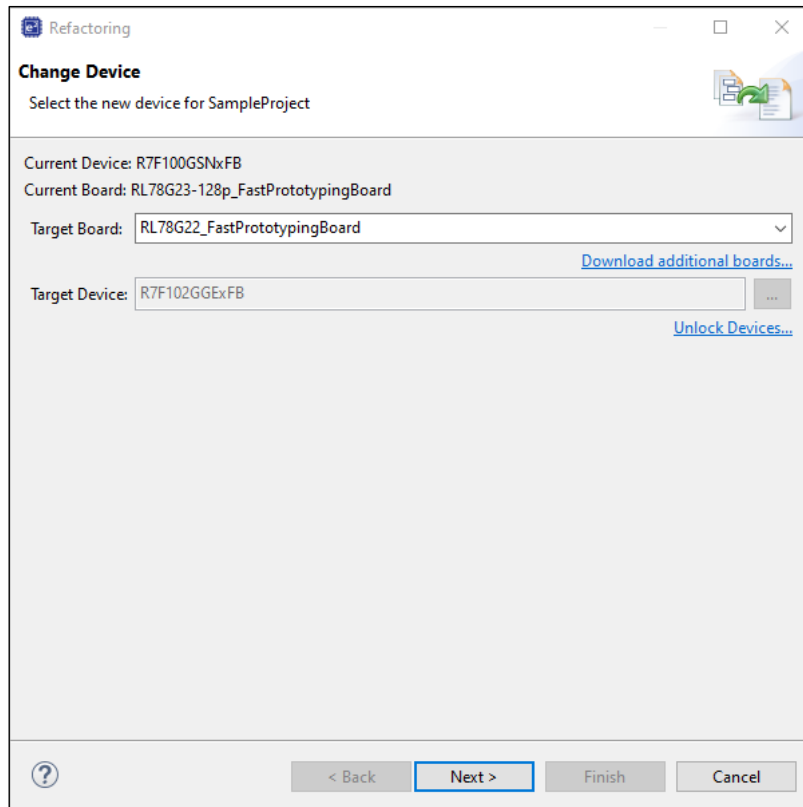 Refactoring
Change Device
Select the new device for SampleProject
Current Device: R7F100GSNxFB
Current Board: RL78G23-128p_FastPrototypingBoard
Target Board: RL78G22_FastPrototypingBoard
Download additional boards...
Target Device: R7F102GGExFB ...
Unlock Devices...
? < Back Next > Finish Cancel